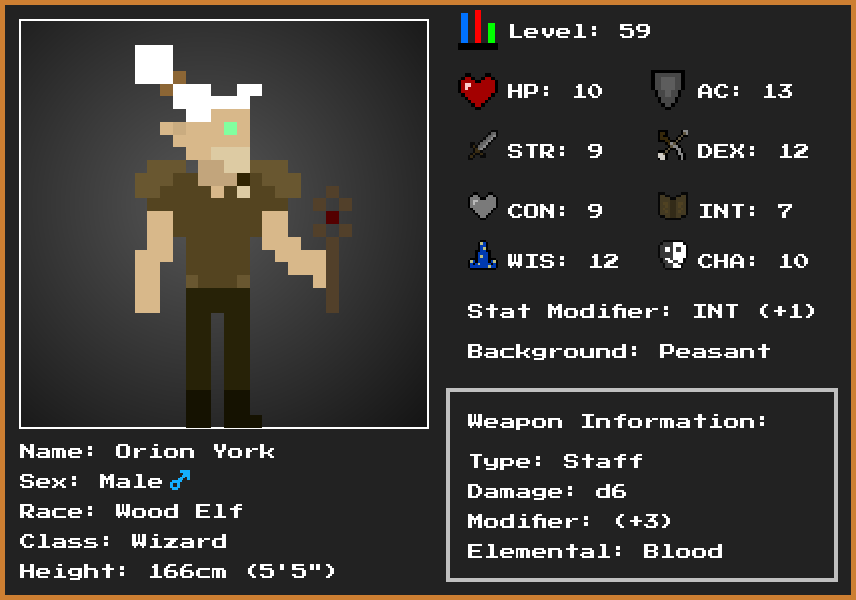 Level: 59
HP: 10 AC: 13
STR: 9 DEX: 12
CON: 9 INT: 7
WIS: 12 CHA: 10
Stat Modifier: INT (+1)
Background: Peasant
Weapon Information:
Type: Staff
Damage: d6
Modifier: (+3)
Elemental: Blood
Name: Orion York
Sex: Male♂
Race: Wood Elf
Class: Wizard
Height: 166cm (5'5")